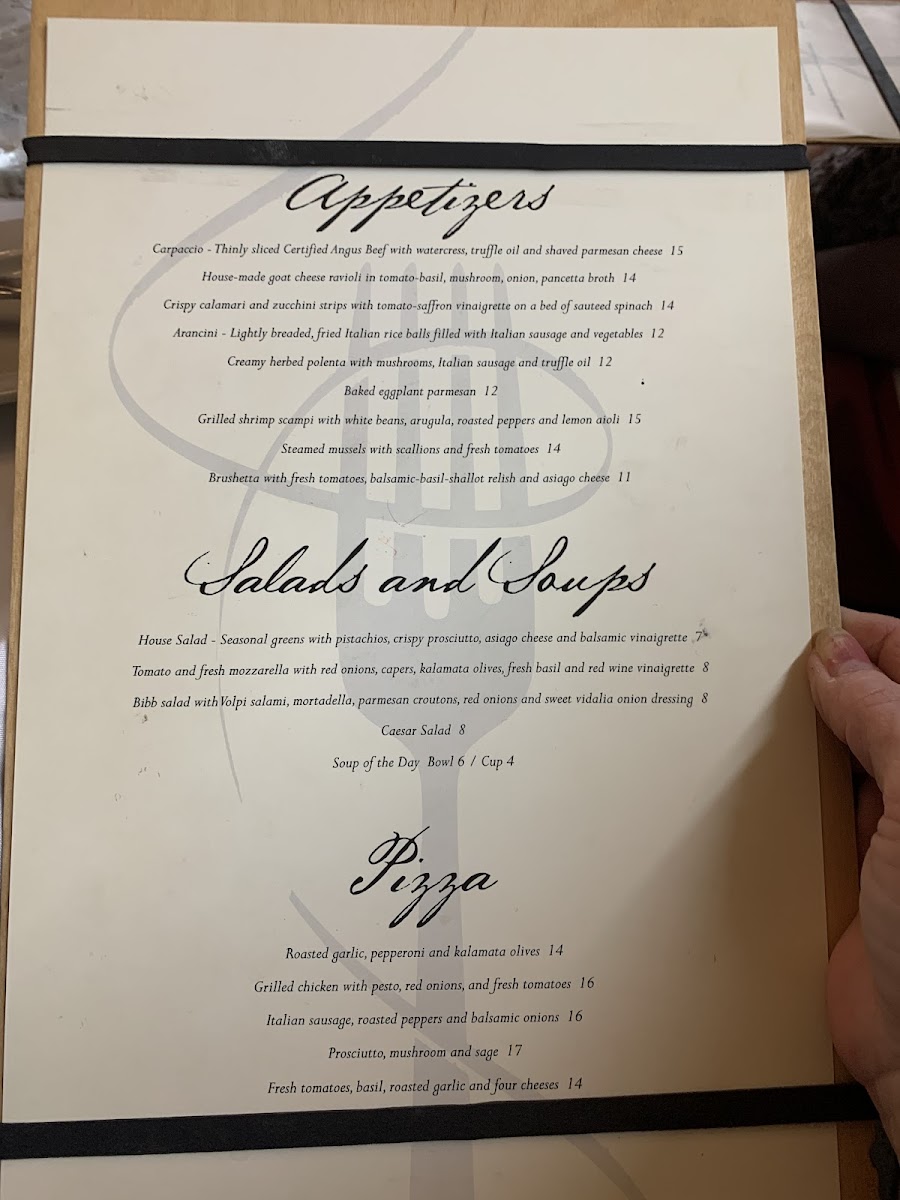 Appetizers
Carpaccio - Thinly sliced Certified Angus Beef with watercress, truffle oil and shaved parmesan cheese 15
House-made goat cheese ravioli in tomato-basil, mushroom, onion, pancetta broth 14
Crispy calamari and zucchini strips with tomato-saffron vinaigrette on a bed of sauteed spinach 14
Arancini - Lightly breaded, fried Italian rice balls filled with Italian sausage and vegetables 12
Creamy herbed polenta with mushrooms, Italian sausage and truffle oil 12
Baked eggplant parmesan 12
Grilled shrimp scampi with white beans, arugula, roasted peppers and lemon aioli 15
Steamed mussels with scallions and fresh tomatoes 14
Brushetta with fresh tomatoes, balsamic-basil-shallot relish and asiago cheese 11
Salads and Soups
House Salad - Seasonal greens with pistachios, crispy prosciutto, asiago cheese and balsamic vinaigrette 7
Tomato and fresh mozzarella with red onions, capers, kalamata olives, fresh basil and red wine vinaigrette 8
Bibb salad with Volpi salami, mortadella, parmesan croutons, red onions and sweet vidalia onion dressing 8
Caesar Salad 8
Soup of the Day Bowl 6 / Cup 4
Pizza
Roasted garlic, pepperoni and kalamata olives 14
Grilled chicken with pesto, red onions, and fresh tomatoes 16
Italian sausage, roasted peppers and balsamic onions 16
Prosciutto, mushroom and sage 17
Fresh tomatoes, basil, roasted garlic and four cheeses 14